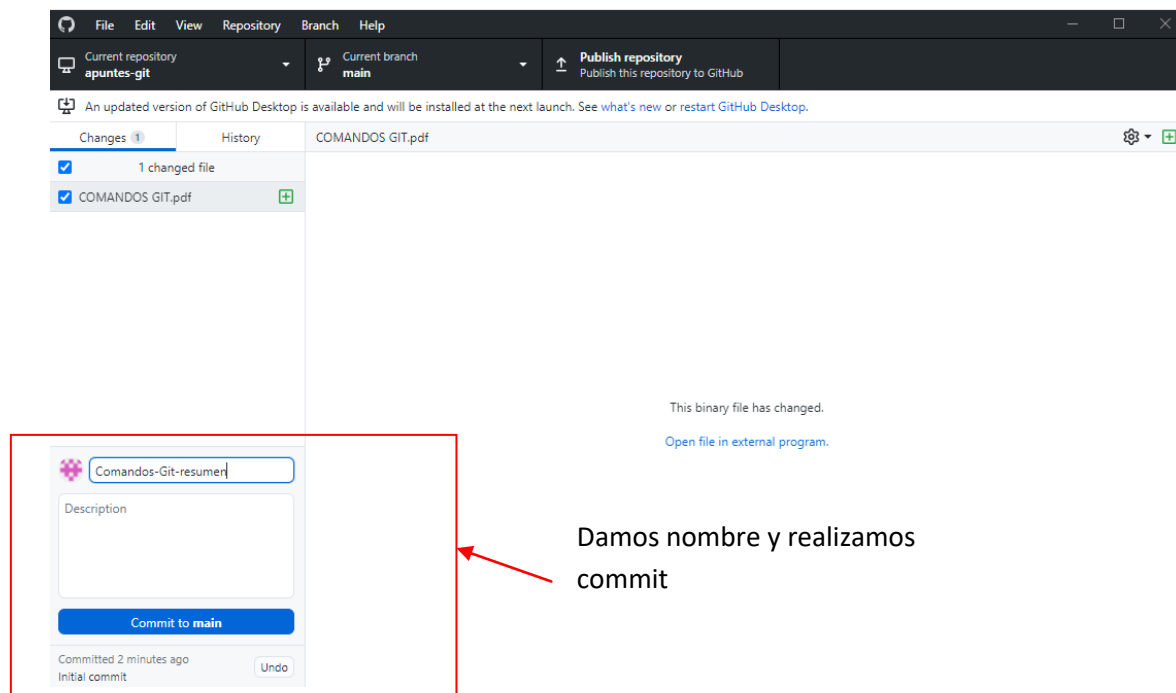 File Edit View Repository Branch Help
Current repository
apuntes-git
Current branch
main
Publish repository
Publish this repository to GitHub
An updated version of GitHub Desktop is available and will be installed at the next launch. See what's new or restart GitHub Desktop.
Changes 1 History
COMANDOS GIT.pdf
1 changed file
COMANDOS GIT.pdf
This binary file has changed.
Open file in external program.
Comandos-Git-resumen
Description
Commit to main
Committed 2 minutes ago
Initial commit
Undo
Damos nombre y realizamos
commit